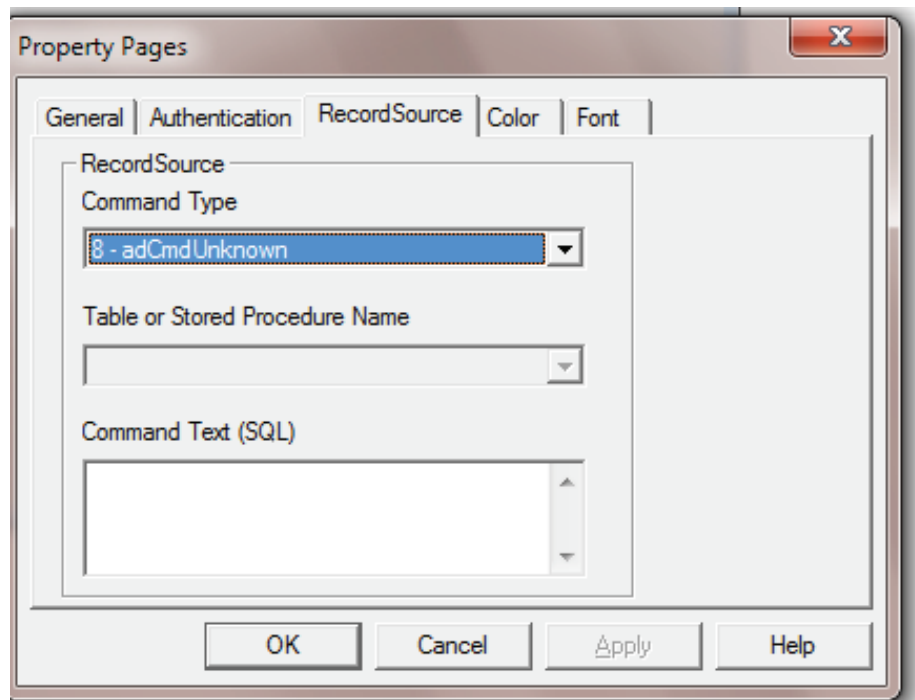 Property Pages
General Authentication RecordSource Color Font
RecordSource
Command Type
8 - adCmdUnknown
Table or Stored Procedure Name
Command Text (SQL)
OK Cancel Apply Help